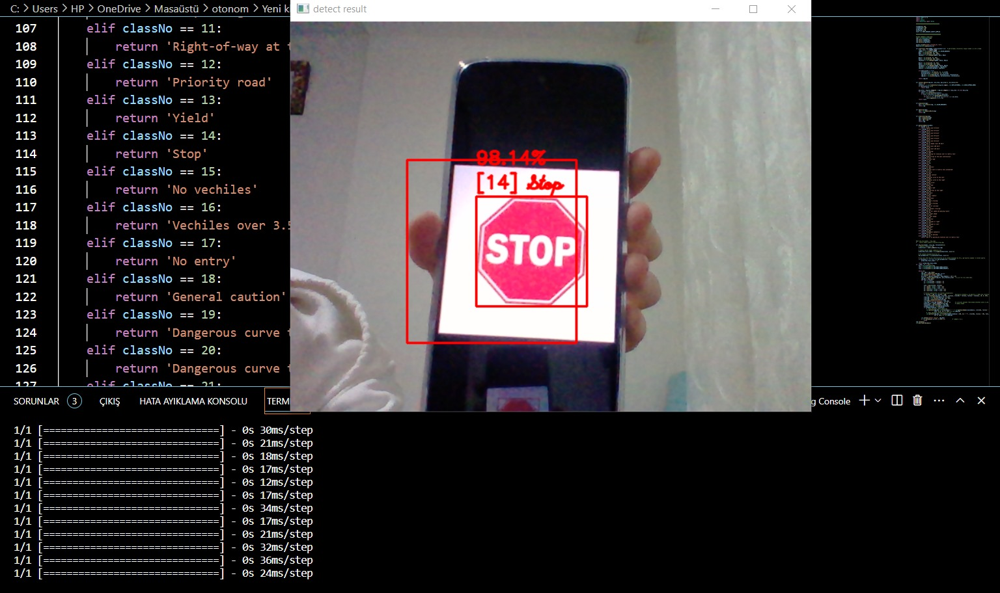 C: > Users > HP > OneDrive > Masaüstü > otonom > Yeni k
detect result
107 elif classNo == 11:
108 return 'Right-of-way at t
109 elif classNo == 12:
110 return 'Priority road'
111 elif classNo == 13:
112 return 'Yield'
113 elif classNo == 14:
114 return 'Stop'
115 elif classNo == 15:
116 return 'No vechiles'
117 elif classNo == 16:
118 return 'Vechiles over 3.5
119 elif classNo == 17:
120 return 'No entry'
121 elif classNo == 18:
122 return 'General caution'
123 elif classNo == 19:
124 return 'Dangerous curve t
125 elif classNo == 20:
126 return 'Dangerous curve t
127 elif classNo == 21:
98.14%
[14] Stop
STOP
SORUNLAR 3 ÇIKIŞ HATA AYIKLAMA KONSOLU TERM
g Console
1/1 [==============================] - 0s 30ms/step
1/1 [==============================] - 0s 21ms/step
1/1 [==============================] - 0s 18ms/step
1/1 [==============================] - 0s 17ms/step
1/1 [==============================] - 0s 12ms/step
1/1 [==============================] - 0s 17ms/step
1/1 [==============================] - 0s 34ms/step
1/1 [==============================] - 0s 17ms/step
1/1 [==============================] - 0s 21ms/step
1/1 [==============================] - 0s 32ms/step
1/1 [==============================] - 0s 36ms/step
1/1 [==============================] - 0s 24ms/step